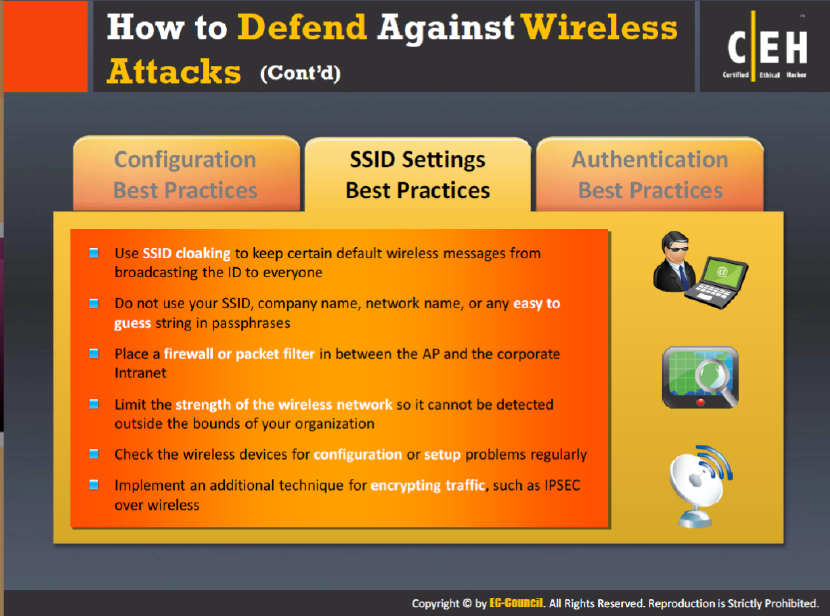 How to Defend Against Wireless
Attacks (Cont'd)
C|EH
Certified Ethical Hacker
Configuration
Best Practices
SSID Settings
Best Practices
Authentication
Best Practices
Use SSID cloaking to keep certain default wireless messages from
broadcasting the ID to everyone
Do not use your SSID, company name, network name, or any easy to
guess string in passphrases
Place a firewall or packet filter in between the AP and the corporate
Intranet
Limit the strength of the wireless network so it cannot be detected
outside the bounds of your organization
Check the wireless devices for configuration or setup problems regularly
Implement an additional technique for encrypting traffic, such as IPSEC
over wireless
@
Copyright © by EC-Council. All Rights Reserved. Reproduction is Strictly Prohibited.